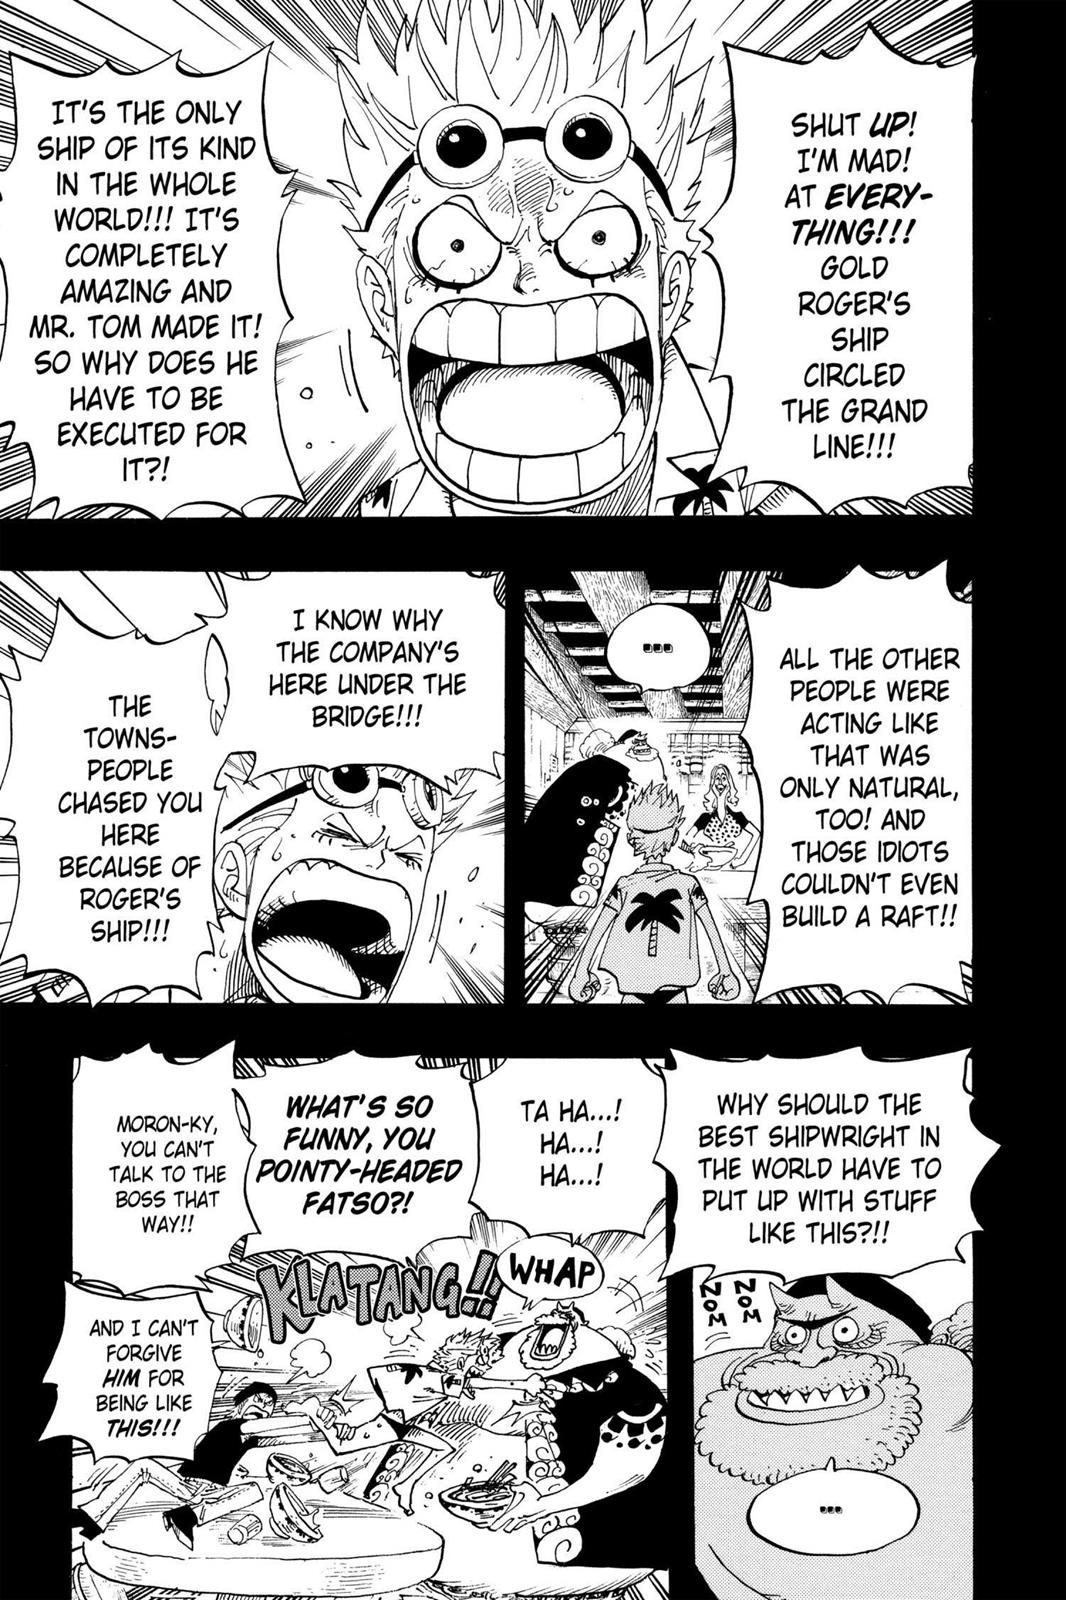 SHUT UP!
I'M MAD!
AT EVERY-
THING!!!
GOLD
ROGER'S
SHIP
CIRCLED
THE GRAND
LINE!!!
IT'S THE ONLY
SHIP OF ITS KIND
IN THE WHOLE
WORLD!!! IT'S
COMPLETELY
AMAZING AND
MR. TOM MADE IT!
SO WHY DOES HE
HAVE TO BE
EXECUTED FOR
IT?!
ALL THE OTHER
PEOPLE WERE
ACTING LIKE
THAT WAS
ONLY NATURAL,
TOO! AND
THOSE IDIOTS
COULDN'T EVEN
BUILD A RAFT!!
...
I KNOW WHY
THE COMPANY'S
HERE UNDER THE
BRIDGE!!!
THE
TOWNS-
PEOPLE
CHASED YOU
HERE
BECAUSE OF
ROGER'S
SHIP!!!
WHY SHOULD THE
BEST SHIPWRIGHT IN
THE WORLD HAVE TO
PUT UP WITH STUFF
LIKE THIS?!!
NOM
NOM
...
TA HA...!
HA...!
HA...!
WHAT'S SO
FUNNY, YOU
POINTY-HEADED
FATSO?!
WHAP
KLATANG!!
MORON-KY,
YOU CAN'T
TALK TO THE
BOSS THAT
WAY!!
AND I CAN'T
FORGIVE
HIM FOR
BEING LIKE
THIS!!!